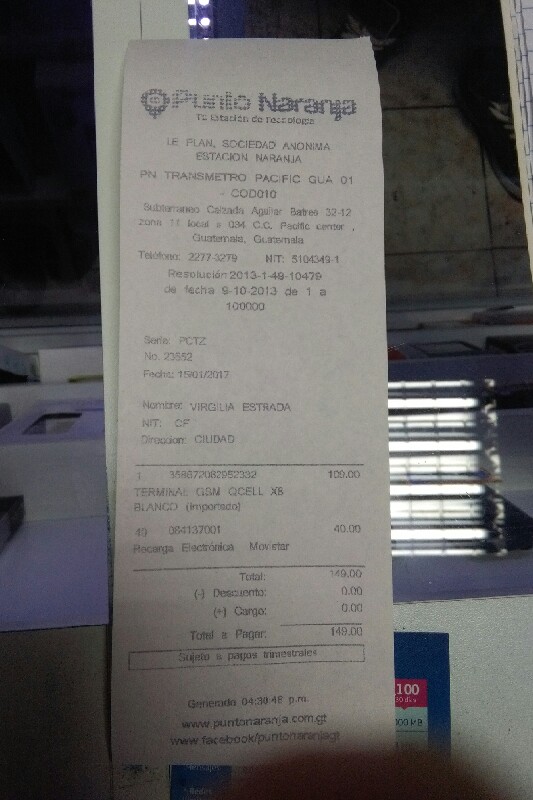 Punto Naranja
Tu Estación de Tecnología
LE PLAN, SOCIEDAD ANONIMA
ESTACION NARANJA
PN TRANSMETRO PACIFIC GUA 01
- COD010
Subterraneo Calzada Aguilar Batres 32-12
zona 11 local s 034 C.C. Pacific center ,
Guatemala, Guatemala
Teléfono: 2277-3279 NIT: 5104349-1
Resolución 2013-1-49-10479
de fecha 9-10-2013 de 1 a
100000
Serie: PCTZ
No. 23552
Fecha: 15/01/2017
Nombre: VIRGILIA ESTRADA
NIT: CF
Direccion: CIUDAD
1 358672082952332 109.00
TERMINAL GSM QCELL X8
BLANCO (importado)
40 084137001 40.00
Recarga Electrónica Movistar
Total: 149.00
(-) Descuento: 0.00
(+) Cargo: 0.00
Total a Pagar: 149.00
Sujeto a pagos trimestrales
Generado 04:30:48 p.m.
www.puntonaranja.com.gt
www.facebook/puntonaranjagt
100
30 días